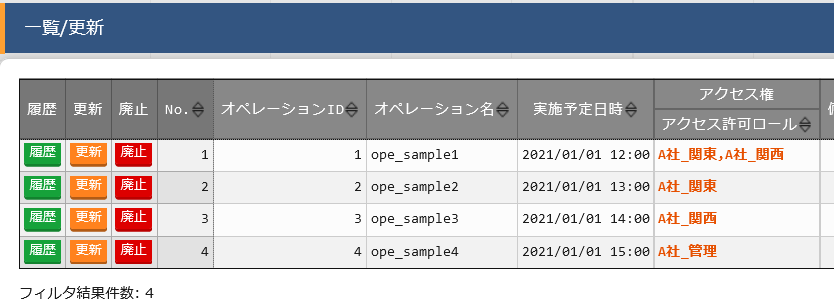 一覧/更新
履歴 更新 廃止 No. オペレーションID オペレーション名 実施予定日時 アクセス権
アクセス許可ロール
履歴 更新 廃止 1 1 ope_sample1 2021/01/01 12:00 A社_関東,A社_関西
履歴 更新 廃止 2 2 ope_sample2 2021/01/01 13:00 A社_関東
履歴 更新 廃止 3 3 ope_sample3 2021/01/01 14:00 A社_関西
履歴 更新 廃止 4 4 ope_sample4 2021/01/01 15:00 A社_管理
フィルタ結果件数: 4